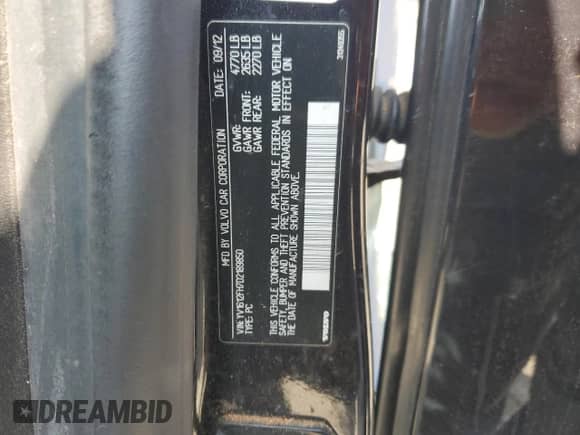 MFD BY VOLVO CAR CORPORATION DATE: 09/12
GVWR: 4770 LB
GAWR FRONT: 2635 LB
GAWR REAR: 2270 LB
VIN: YV1612FH7D2189850
TYPE: PC
THIS VEHICLE CONFORMS TO ALL APPLICABLE FEDERAL MOTOR VEHICLE
SAFETY, BUMPER AND THEFT PREVENTION STANDARDS IN EFFECT ON
THE DATE OF MANUFACTURE SHOWN ABOVE.
VOLVO
DREAMBID